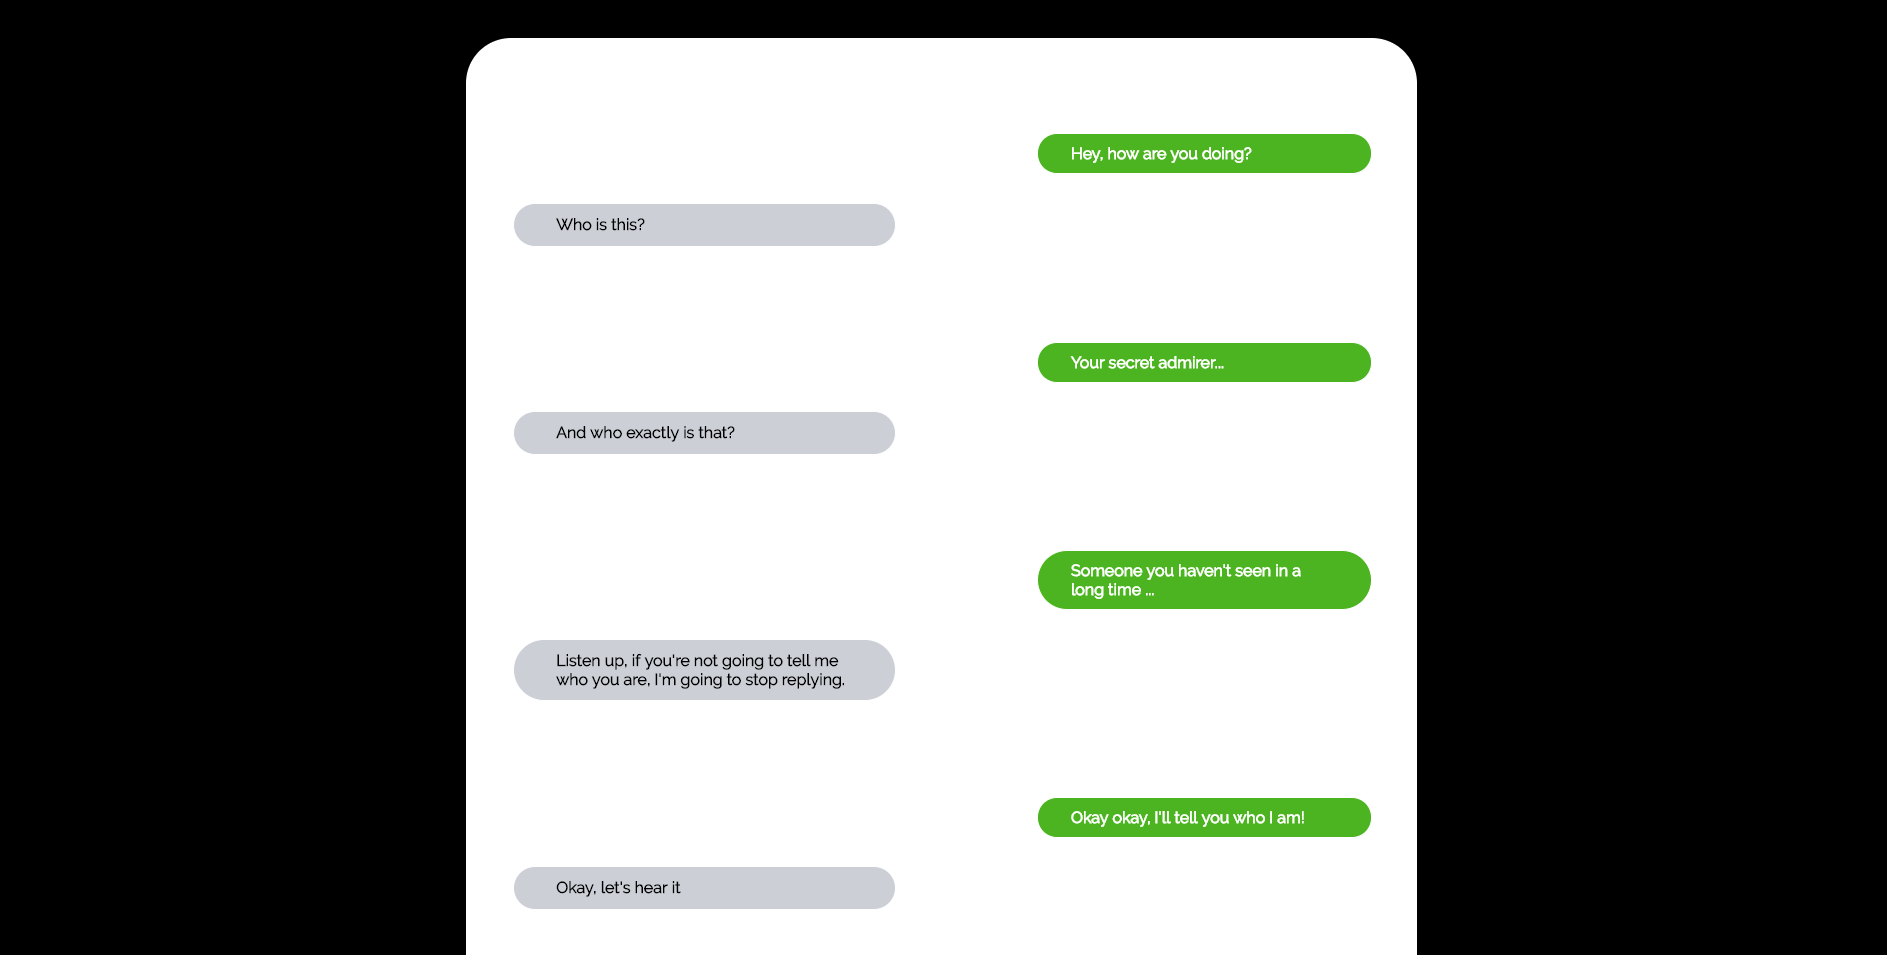 Hey, how are you doing?
Who is this?
Your secret admirer...
And who exactly is that?
Someone you haven't seen in a
long time ...
Listen up, if you're not going to tell me
who you are, I'm going to stop replying.
Okay okay, I'll tell you who I am!
Okay, let's hear it